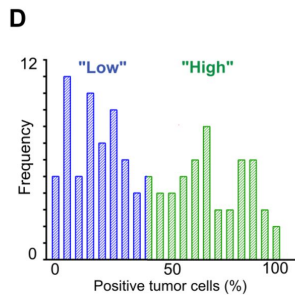 D
"Low" "High"
12
Frequency
0
0 50 100
Positive tumor cells (%)